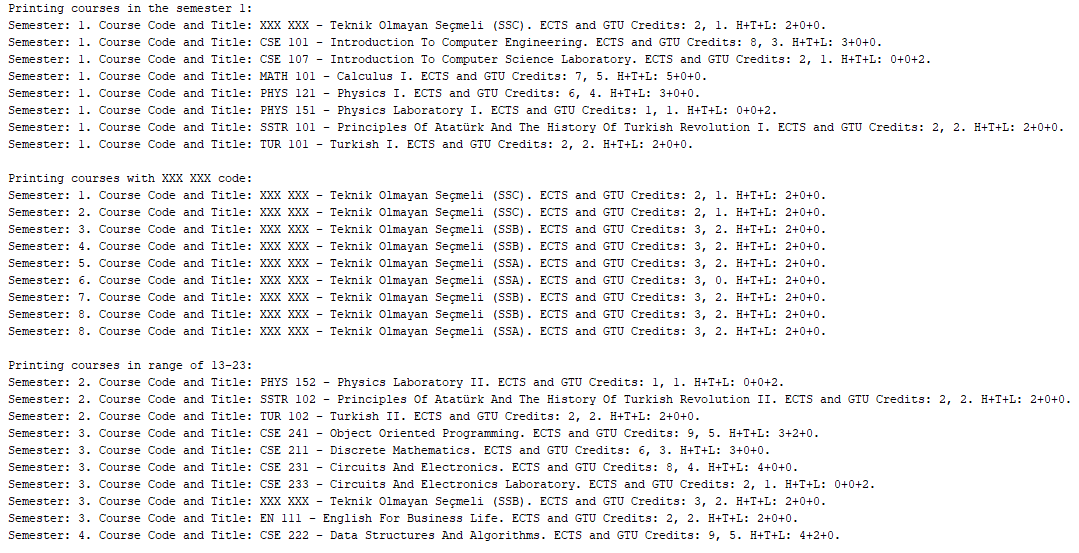 Printing courses in the semester 1:
Semester: 1. Course Code and Title: XXX XXX - Teknik Olmayan Seçmeli (SSC). ECTS and GTU Credits: 2, 1. H+T+L: 2+0+0.
Semester: 1. Course Code and Title: CSE 101 - Introduction To Computer Engineering. ECTS and GTU Credits: 8, 3. H+T+L: 3+0+0.
Semester: 1. Course Code and Title: CSE 107 - Introduction To Computer Science Laboratory. ECTS and GTU Credits: 2, 1. H+T+L: 0+0+2.
Semester: 1. Course Code and Title: MATH 101 - Calculus I. ECTS and GTU Credits: 7, 5. H+T+L: 5+0+0.
Semester: 1. Course Code and Title: PHYS 121 - Physics I. ECTS and GTU Credits: 6, 4. H+T+L: 3+0+0.
Semester: 1. Course Code and Title: PHYS 151 - Physics Laboratory I. ECTS and GTU Credits: 1, 1. H+T+L: 0+0+2.
Semester: 1. Course Code and Title: SSTR 101 - Principles Of Atatürk And The History Of Turkish Revolution I. ECTS and GTU Credits: 2, 2. H+T+L: 2+0+0.
Semester: 1. Course Code and Title: TUR 101 - Turkish I. ECTS and GTU Credits: 2, 2. H+T+L: 2+0+0.

Printing courses with XXX XXX code:
Semester: 1. Course Code and Title: XXX XXX - Teknik Olmayan Seçmeli (SSC). ECTS and GTU Credits: 2, 1. H+T+L: 2+0+0.
Semester: 2. Course Code and Title: XXX XXX - Teknik Olmayan Seçmeli (SSC). ECTS and GTU Credits: 2, 1. H+T+L: 2+0+0.
Semester: 3. Course Code and Title: XXX XXX - Teknik Olmayan Seçmeli (SSB). ECTS and GTU Credits: 3, 2. H+T+L: 2+0+0.
Semester: 4. Course Code and Title: XXX XXX - Teknik Olmayan Seçmeli (SSB). ECTS and GTU Credits: 3, 2. H+T+L: 2+0+0.
Semester: 5. Course Code and Title: XXX XXX - Teknik Olmayan Seçmeli (SSA). ECTS and GTU Credits: 3, 2. H+T+L: 2+0+0.
Semester: 6. Course Code and Title: XXX XXX - Teknik Olmayan Seçmeli (SSA). ECTS and GTU Credits: 3, 0. H+T+L: 2+0+0.
Semester: 7. Course Code and Title: XXX XXX - Teknik Olmayan Seçmeli (SSB). ECTS and GTU Credits: 3, 2. H+T+L: 2+0+0.
Semester: 8. Course Code and Title: XXX XXX - Teknik Olmayan Seçmeli (SSB). ECTS and GTU Credits: 3, 2. H+T+L: 2+0+0.
Semester: 8. Course Code and Title: XXX XXX - Teknik Olmayan Seçmeli (SSA). ECTS and GTU Credits: 3, 2. H+T+L: 2+0+0.

Printing courses in range of 13-23:
Semester: 2. Course Code and Title: PHYS 152 - Physics Laboratory II. ECTS and GTU Credits: 1, 1. H+T+L: 0+0+2.
Semester: 2. Course Code and Title: SSTR 102 - Principles Of Atatürk And The History Of Turkish Revolution II. ECTS and GTU Credits: 2, 2. H+T+L: 2+0+0.
Semester: 2. Course Code and Title: TUR 102 - Turkish II. ECTS and GTU Credits: 2, 2. H+T+L: 2+0+0.
Semester: 3. Course Code and Title: CSE 241 - Object Oriented Programming. ECTS and GTU Credits: 9, 5. H+T+L: 3+2+0.
Semester: 3. Course Code and Title: CSE 211 - Discrete Mathematics. ECTS and GTU Credits: 6, 3. H+T+L: 3+0+0.
Semester: 3. Course Code and Title: CSE 231 - Circuits And Electronics. ECTS and GTU Credits: 8, 4. H+T+L: 4+0+0.
Semester: 3. Course Code and Title: CSE 233 - Circuits And Electronics Laboratory. ECTS and GTU Credits: 2, 1. H+T+L: 0+0+2.
Semester: 3. Course Code and Title: XXX XXX - Teknik Olmayan Seçmeli (SSB). ECTS and GTU Credits: 3, 2. H+T+L: 2+0+0.
Semester: 3. Course Code and Title: EN 111 - English For Business Life. ECTS and GTU Credits: 2, 2. H+T+L: 2+0+0.
Semester: 4. Course Code and Title: CSE 222 - Data Structures And Algorithms. ECTS and GTU Credits: 9, 5. H+T+L: 4+2+0.